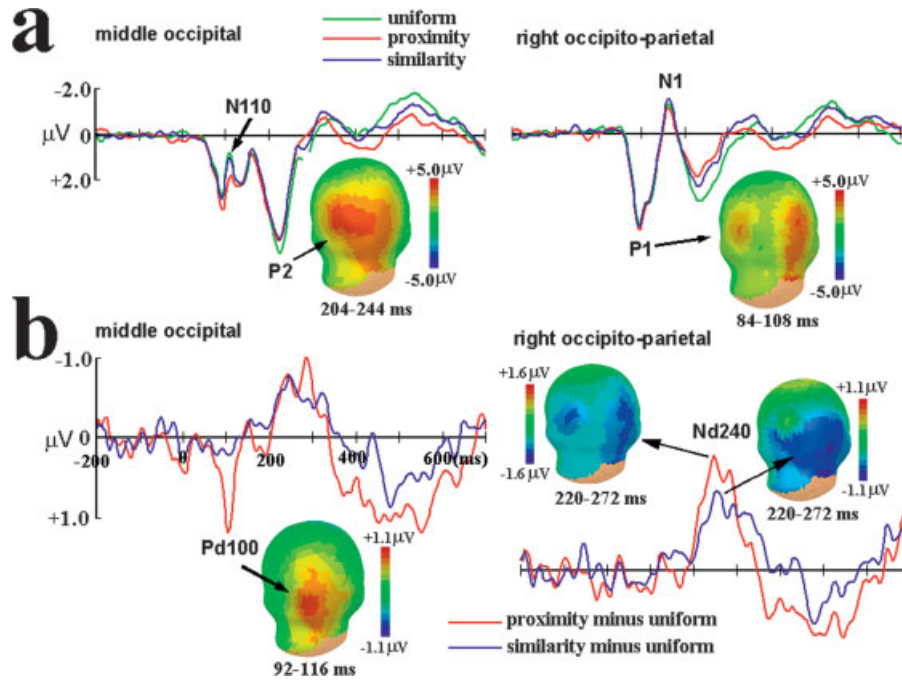 a
middle occipital
uniform
proximity
similarity
right occipito-parietal
-2.0
μV 0
+2.0
N110
P2
+5.0μV
-5.0μV
204-244 ms
N1
P1
+5.0μV
-5.0μV
84-108 ms
b
middle occipital
right occipito-parietal
-1.0
μV 0
+1.0
-200
0
200
400
600(ms)
Pd100
+1.1μV
-1.1μV
92-116 ms
+1.6μV
-1.6μV
220-272 ms
Nd240
+1.1μV
-1.1μV
220-272 ms
proximity minus uniform
similarity minus uniform